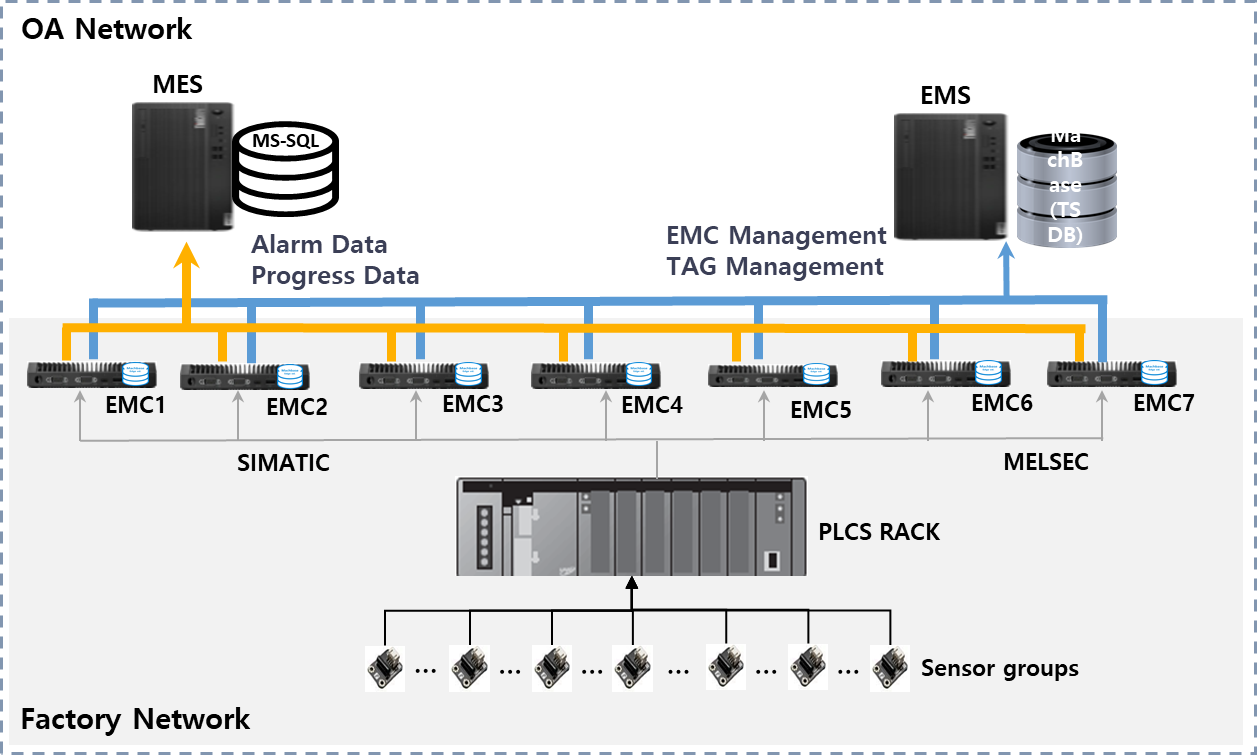 OA Network
MES
EMS
MS-SQL
Ma
chB
ase
(TS
DB)
Alarm Data
Progress Data
EMC Management
TAG Management
EMC1
EMC2
EMC3
EMC4
EMC5
EMC6
EMC7
SIMATIC
MELSEC
PLCS RACK
... ... ... ... ... ...
Sensor groups
Factory Network